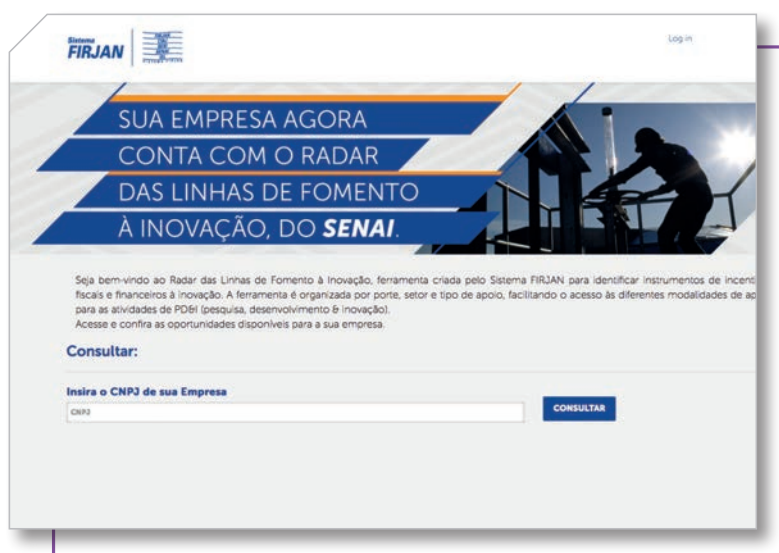 Sistema
FIRJAN
Log in
SUA EMPRESA AGORA
CONTA COM O RADAR
DAS LINHAS DE FOMENTO
À INOVAÇÃO, DO SENAI.
Seja bem-vindo ao Radar das Linhas de Fomento à Inovação, ferramenta criada pelo Sistema FIRJAN para identificar instrumentos de incenti
fiscais e financeiros à inovação. A ferramenta é organizada por porte, setor e tipo de apoio, facilitando o acesso às diferentes modalidades de ap
para as atividades de PD&I (pesquisa, desenvolvimento & inovação).
Acesse e confira as oportunidades disponíveis para a sua empresa.
Consultar:
Insira o CNPJ de sua Empresa
CNPJ
CONSULTAR